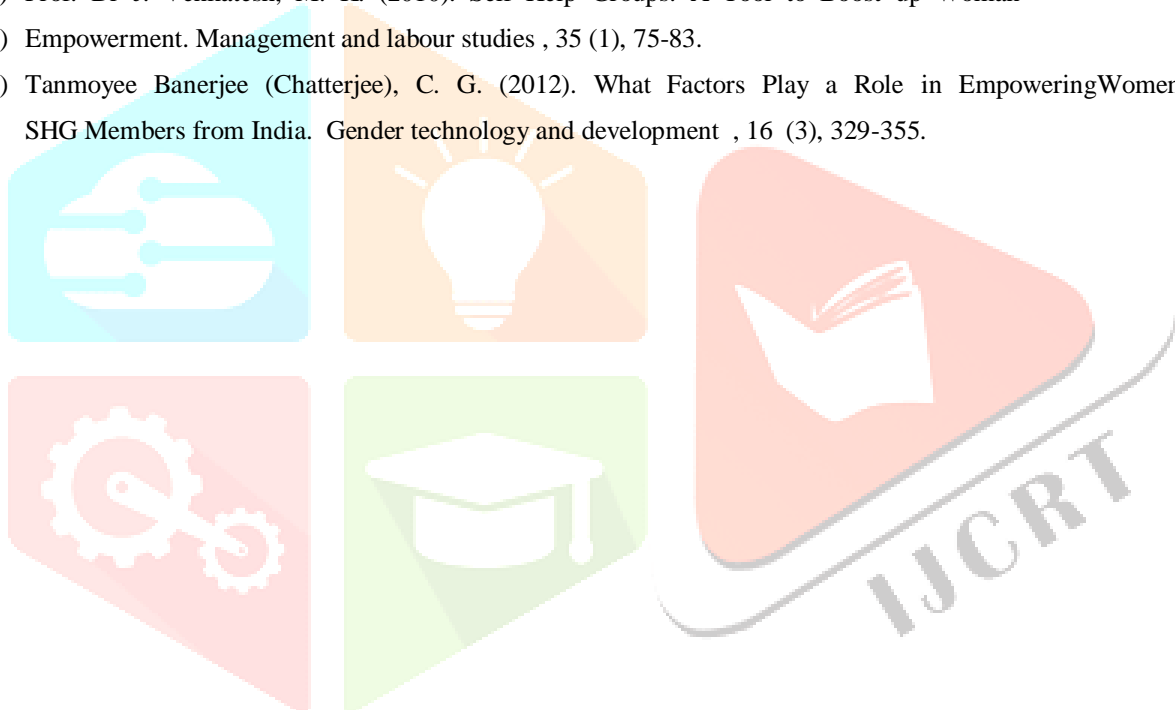 ) Prof. Dr J. Venkatesh, M. K. (2010). Self Help Groups: A Tool to Boost up Woman
) Empowerment. Management and labour studies , 35 (1), 75-83.
) Tanmoyee Banerjee (Chatterjee), C. G. (2012). What Factors Play a Role in EmpoweringWomen
SHG Members from India. Gender technology and development , 16 (3), 329-355.
IJCRT